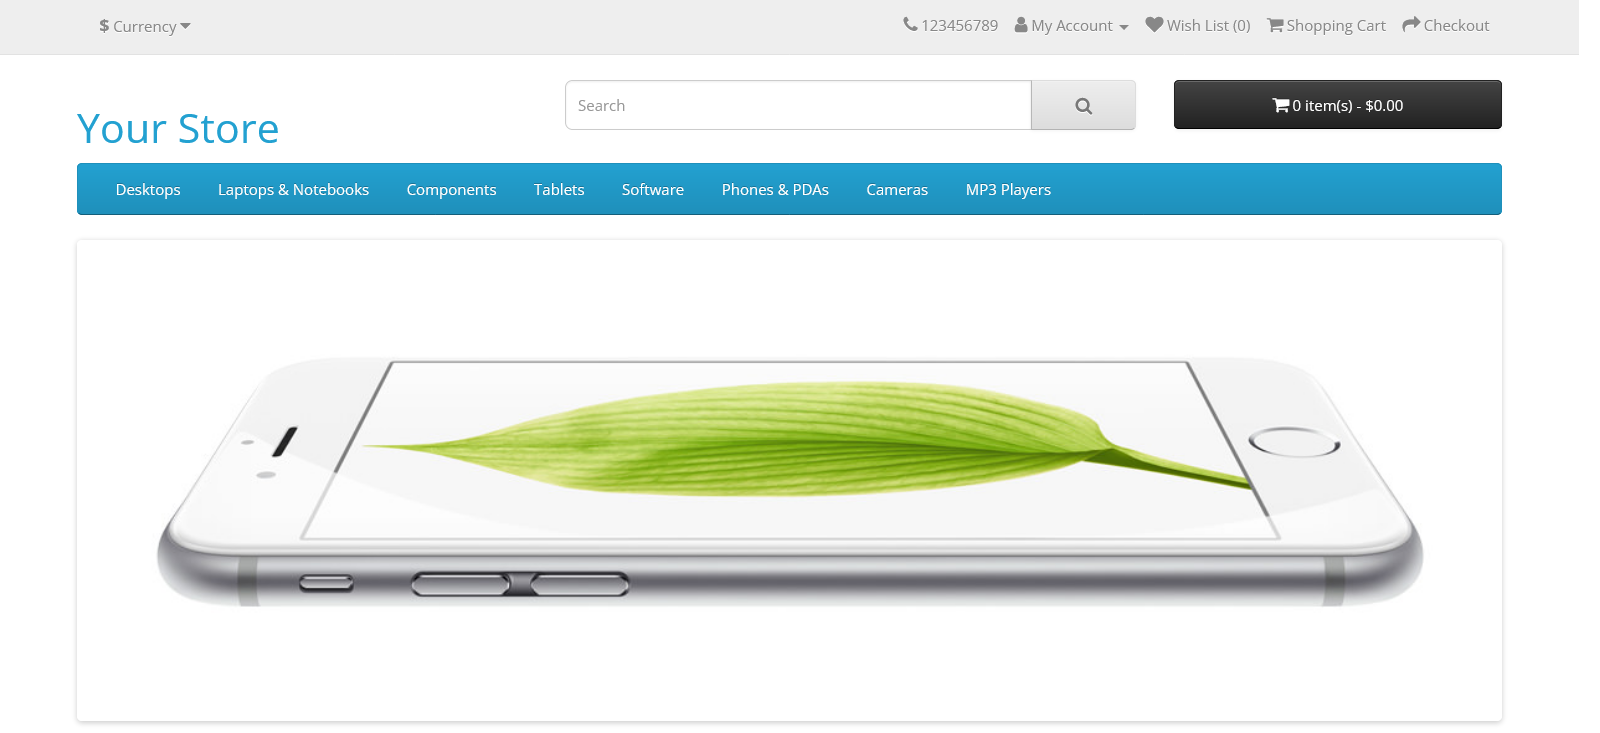 $ Currency 123456789 My Account Wish List (0) Shopping Cart Checkout
Search 0 item(s) - $0.00
Your Store
Desktops Laptops & Notebooks Components Tablets Software Phones & PDAs Cameras MP3 Players